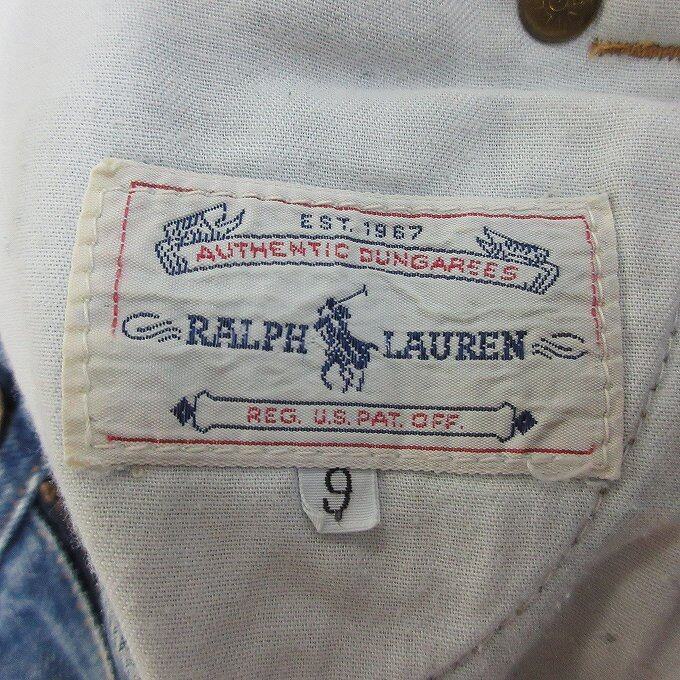 EST. 1967
AUTHENTIC DUNGAREES
RALPH LAUREN
REG. U.S. PAT. OFF.
9